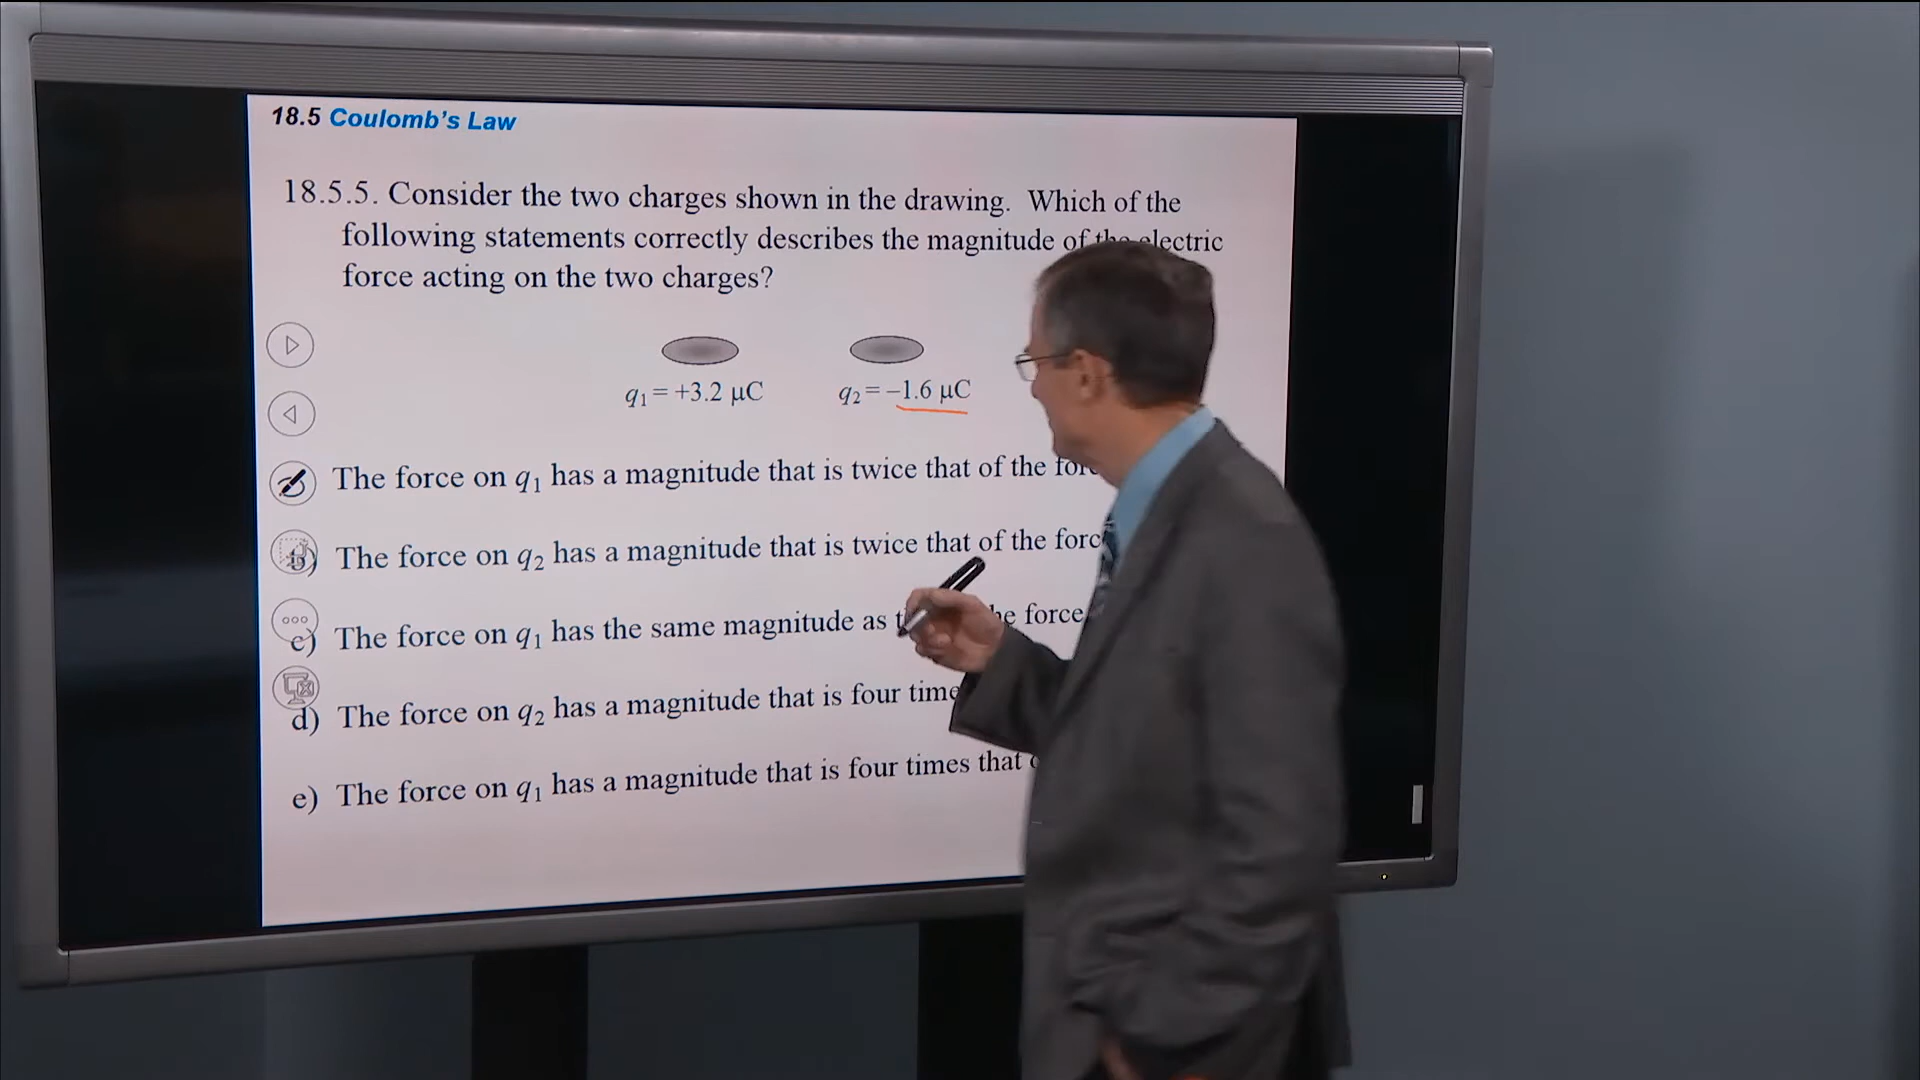 18.5 Coulomb's Law
18.5.5. Consider the two charges shown in the drawing. Which of the
following statements correctly describes the magnitude of the electric
force acting on the two charges?
q₁ = +3.2 μC q₂ = –1.6 μC
The force on q₁ has a magnitude that is twice that of the
b) The force on q₂ has a magnitude that is twice that of the
c) The force on q₁ has the same magnitude as force
d) The force on q₂ has a magnitude that is four
e) The force on q₁ has a magnitude that is four times that